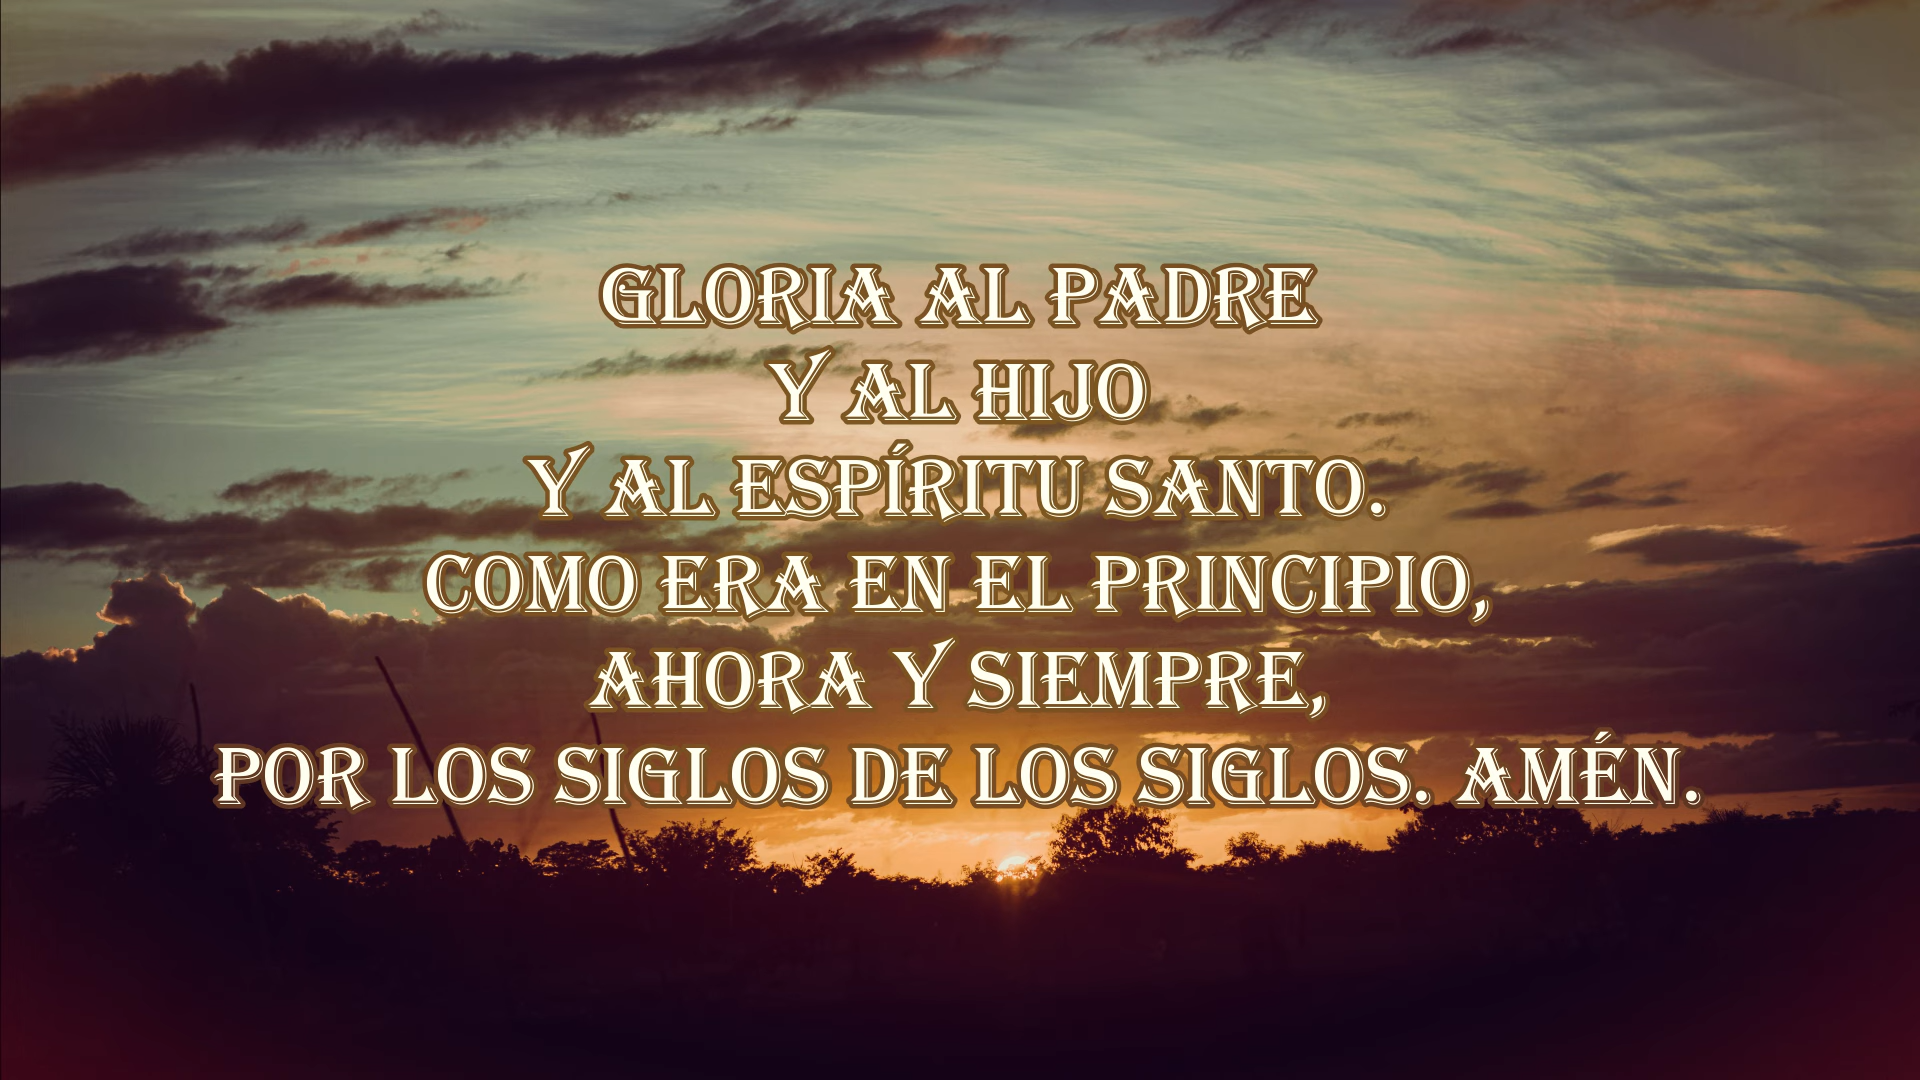 GLORIA AL PADRE
Y AL HIJO
Y AL ESPÍRITU SANTO.
COMO ERA EN EL PRINCIPIO,
AHORA Y SIEMPRE,
POR LOS SIGLOS DE LOS SIGLOS. AMÉN.